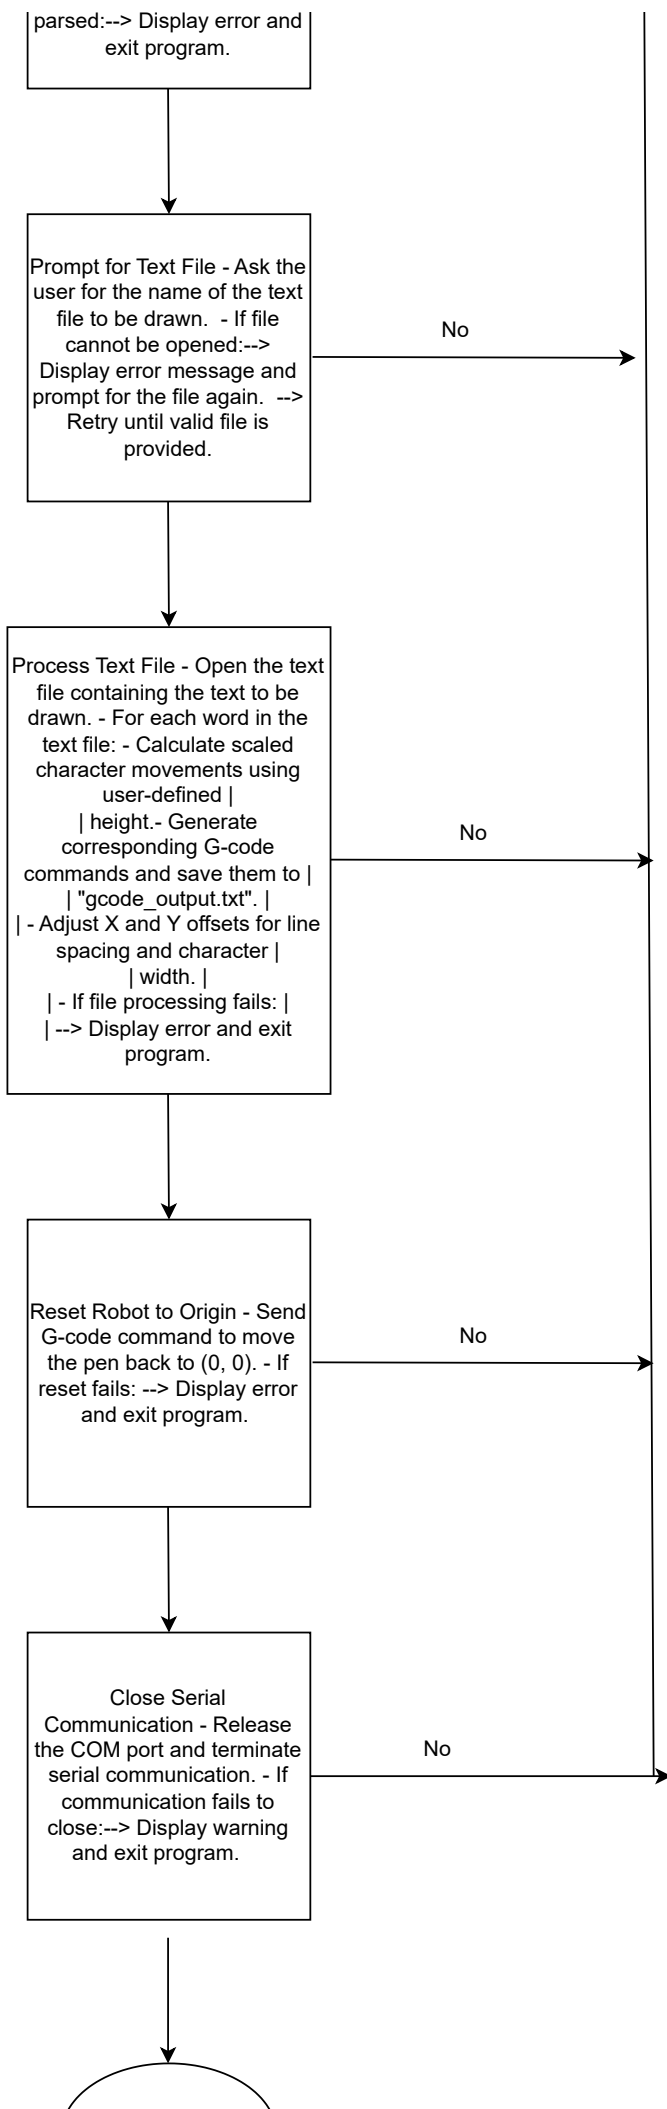 parsed:--> Display error and
exit program.
Prompt for Text File - Ask the
user for the name of the text
file to be drawn.  - If file
cannot be opened:-->
Display error message and
prompt for the file again.  -->
Retry until valid file is
provided.
No
Process Text File - Open the text
file containing the text to be
drawn. - For each word in the
text file: - Calculate scaled
character movements using
user-defined |
| height.- Generate
corresponding G-code
commands and save them to |
| "gcode_output.txt". |
| - Adjust X and Y offsets for line
spacing and character |
| width. |
| - If file processing fails: |
| --> Display error and exit
program.
No
Reset Robot to Origin - Send
G-code command to move
the pen back to (0, 0). - If
reset fails: --> Display error
and exit program.
No
Close Serial
Communication - Release
the COM port and terminate
serial communication. - If
communication fails to
close:--> Display warning
and exit program.
No